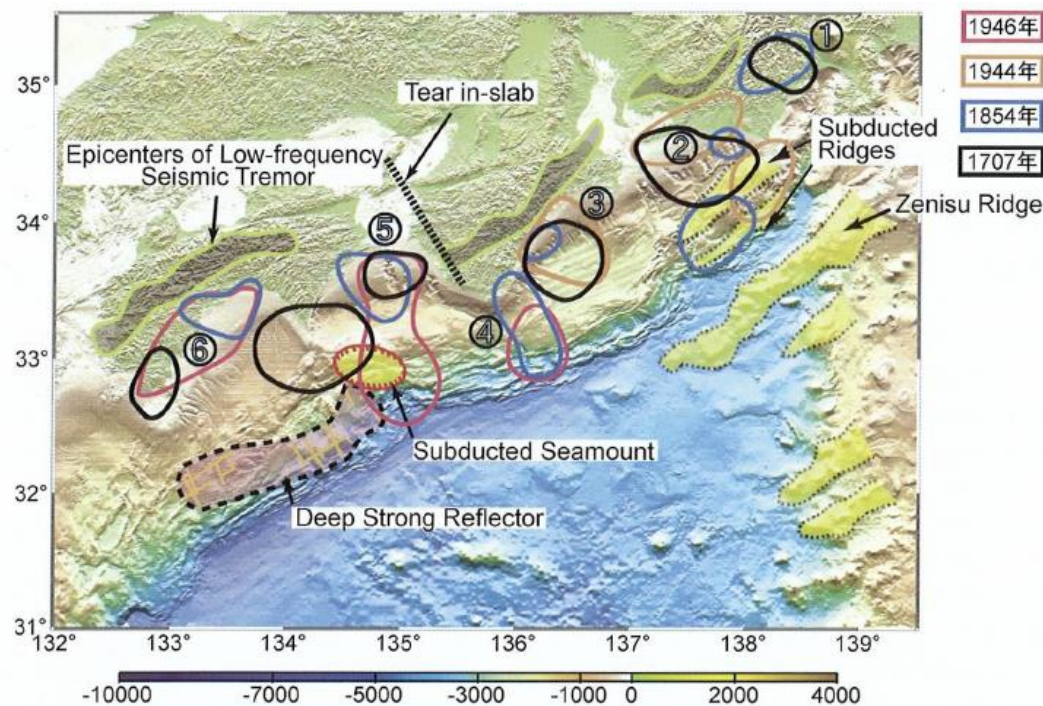 1946年
1944年
1854年
1707年
①
Tear in-slab
Epicenters of Low-frequency
Seismic Tremor
②
Subducted
Ridges
③
Zenisu Ridge
⑤
④
⑥
Subducted Seamount
Deep Strong Reflector
35°
34°
33°
32°
31°
132° 133° 134° 135° 136° 137° 138° 139°
-10000 -7000 -5000 -3000 -1000 0 2000 4000